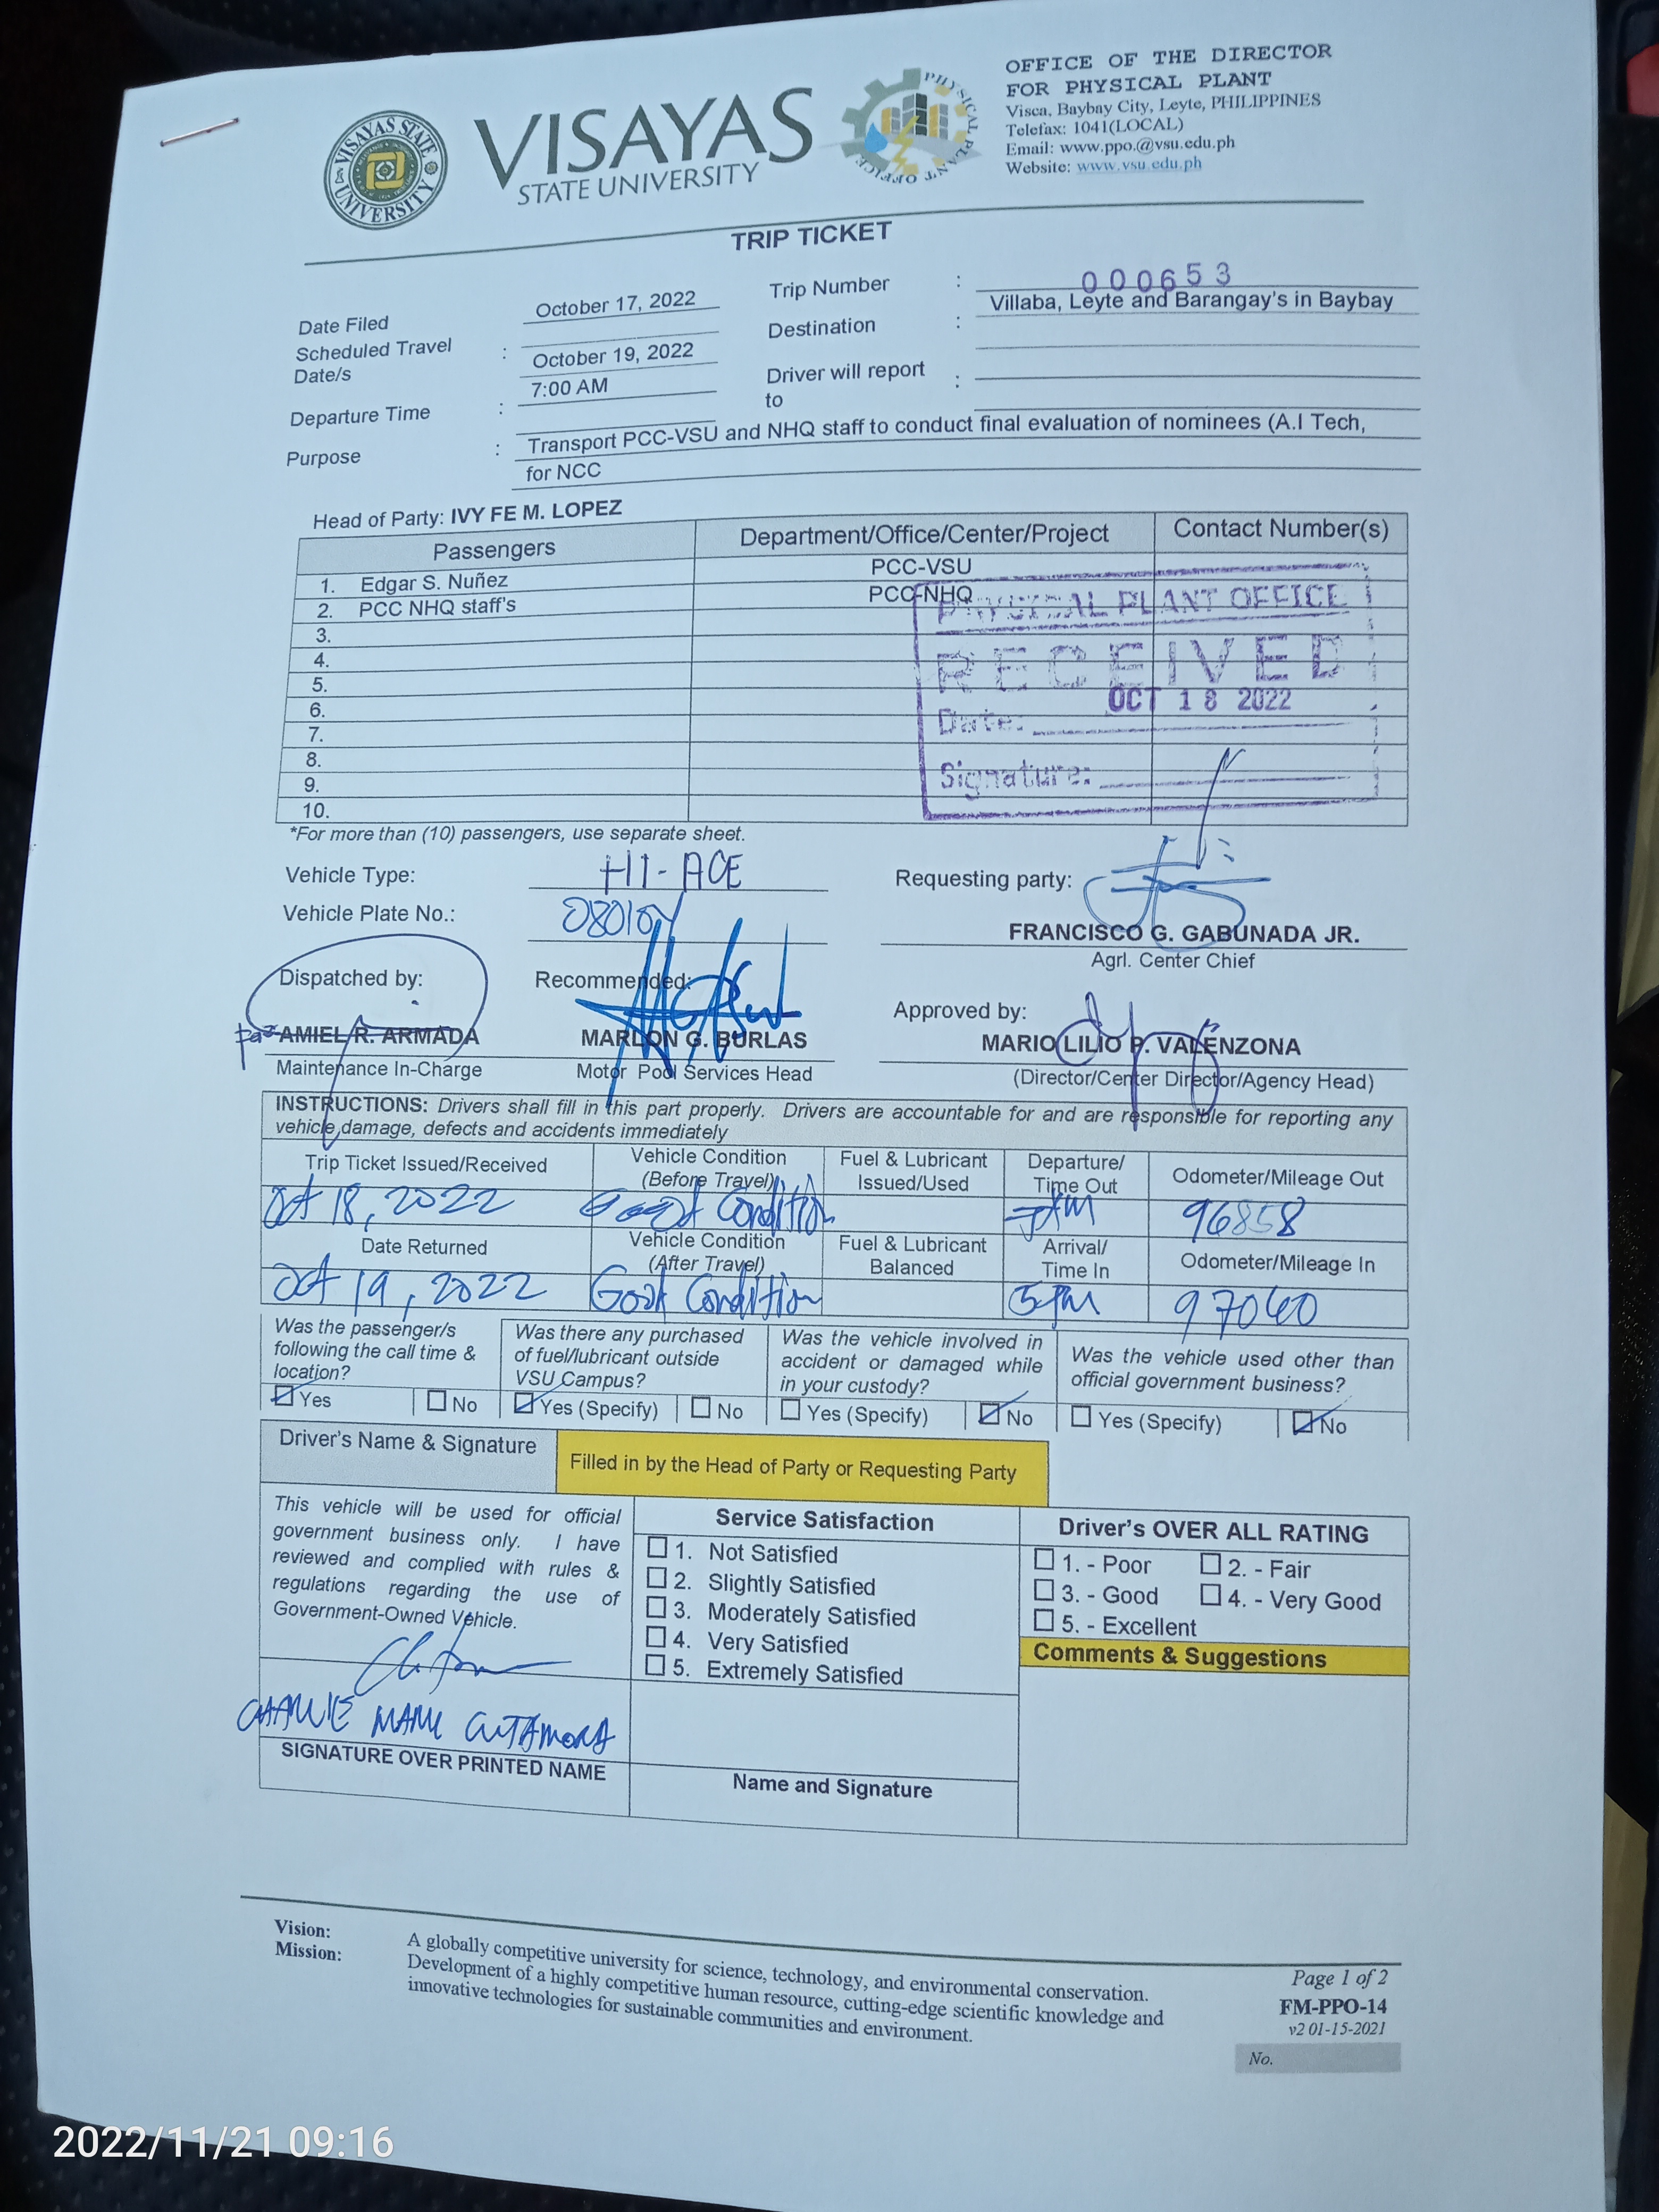 VISAYAS STATE UNIVERSITY
VISAYAS
STATE UNIVERSITY
PHYSICAL PLANT OFFICE
OFFICE OF THE DIRECTOR
FOR PHYSICAL PLANT
Visca, Baybay City, Leyte, PHILIPPINES
Telefax: 1041(LOCAL)
Email: www.ppo.@vsu.edu.ph
Website: www.vsu.edu.ph
TRIP TICKET
Date Filed October 17, 2022 Trip Number : 000653
Scheduled Travel Date/s : October 19, 2022 Destination : Villaba, Leyte and Barangay's in Baybay
Departure Time : 7:00 AM Driver will report to :
Purpose : Transport PCC-VSU and NHQ staff to conduct final evaluation of nominees (A.I Tech,
for NCC
Head of Party: IVY FE M. LOPEZ
Passengers Department/Office/Center/Project Contact Number(s)
1. Edgar S. Nuñez PCC-VSU
2. PCC NHQ staff's PCC-NHQ
3.
4.
5.
6.
7.
8.
9.
10.
PHYSICAL PLANT OFFICE
RECEIVED
OCT 18 2022
Date:
Signature:
*For more than (10) passengers, use separate sheet.
Vehicle Type: HI-ACE Requesting party:
Vehicle Plate No.:
FRANCISCO G. GABUNADA JR.
Agrl. Center Chief
Dispatched by: Recommended: Approved by:
AMIEL R. ARMADA MARLON G. BURLAS MARIO LILIO P. VALENZONA
Maintenance In-Charge Motor Pool Services Head (Director/Center Director/Agency Head)
INSTRUCTIONS: Drivers shall fill in this part properly. Drivers are accountable for and are responsible for reporting any
vehicle damage, defects and accidents immediately
Trip Ticket Issued/Received Vehicle Condition (Before Travel) Fuel & Lubricant Issued/Used Departure/ Time Out Odometer/Mileage Out
Oct 18, 2022 Good Condition 7AM 96858
Date Returned Vehicle Condition (After Travel) Fuel & Lubricant Balanced Arrival/ Time In Odometer/Mileage In
Oct 19, 2022 Good Condition 5PM 97060
Was the passenger/s following the call time & location? Was there any purchased of fuel/lubricant outside VSU Campus? Was the vehicle involved in accident or damaged while in your custody? Was the vehicle used other than official government business?
Yes No Yes (Specify) No Yes (Specify) No Yes (Specify) No
Driver's Name & Signature Filled in by the Head of Party or Requesting Party
This vehicle will be used for official
government business only. I have
reviewed and complied with rules &
regulations regarding the use of
Government-Owned Vehicle.
SIGNATURE OVER PRINTED NAME
Service Satisfaction
1. Not Satisfied
2. Slightly Satisfied
3. Moderately Satisfied
4. Very Satisfied
5. Extremely Satisfied
Name and Signature
Driver's OVER ALL RATING
1. - Poor 2. - Fair
3. - Good 4. - Very Good
5. - Excellent
Comments & Suggestions
Vision: A globally competitive university for science, technology, and environmental conservation.
Mission: Development of a highly competitive human resource, cutting-edge scientific knowledge and
innovative technologies for sustainable communities and environment.
Page 1 of 2
FM-PPO-14
v2 01-15-2021
No.
2022/11/21 09:16